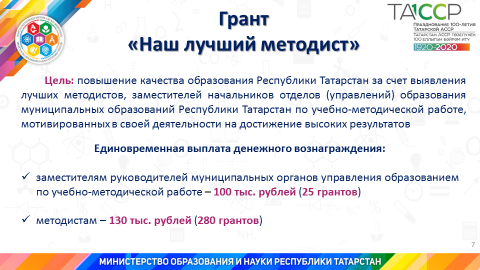 Грант
«Наш лучший методист»
ТАССР
ПРАЗДНОВАНИЕ 100-ЛЕТИЯ
ТАТАРСКОЙ АССР
1920-2020
Цель: повышение качества образования Республики Татарстан за счет выявления
лучших методистов, заместителей начальников отделов (управлений) образования
муниципальных образований Республики Татарстан по учебно-методической работе,
мотивированных в своей деятельности на достижение высоких результатов
Единовременная выплата денежного вознаграждения:
✓ заместителям руководителей муниципальных органов управления образованием
по учебно-методической работе – 100 тыс. рублей (25 грантов)
✓ методистам – 130 тыс. рублей (280 грантов)
7
МИНИСТЕРСТВО ОБРАЗОВАНИЯ И НАУКИ РЕСПУБЛИКИ ТАТАРСТАН